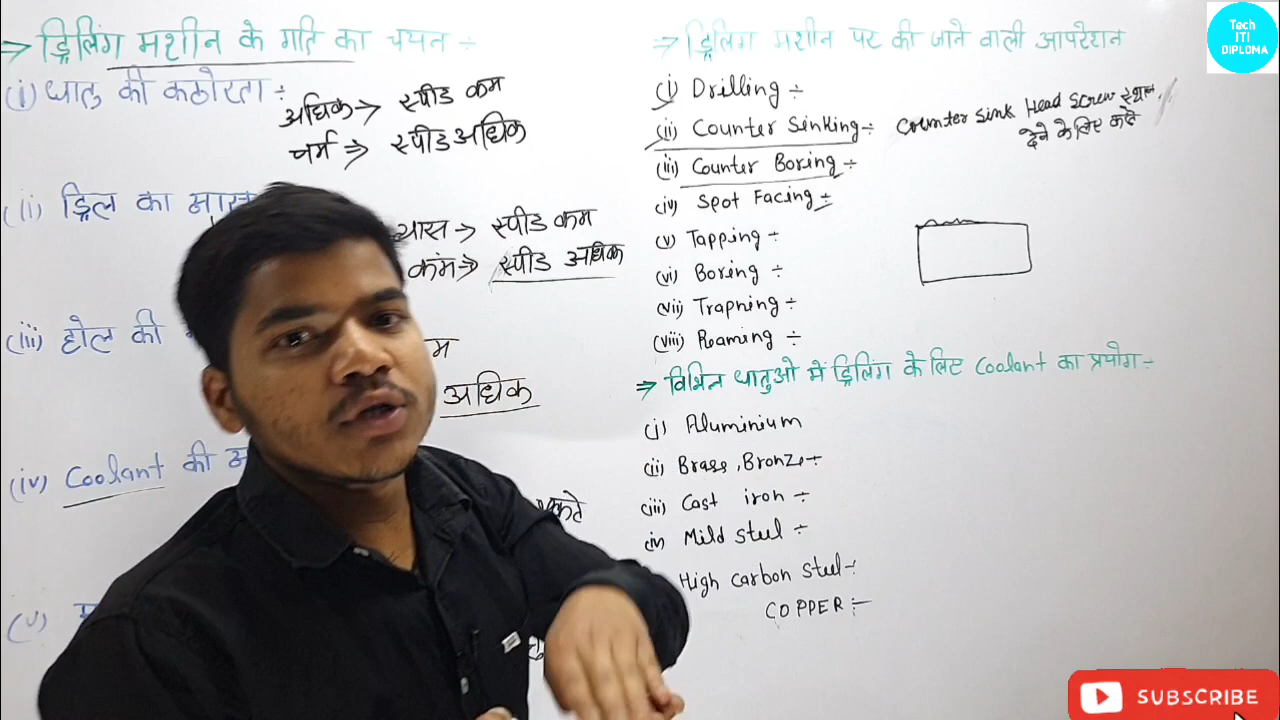 → ड्रिलिंग मशीन के गति का चयन :-
(i) धातु की कठोरता :-
अधिक → स्पीड कम
नर्म → स्पीड अधिक
(ii) ड्रिल का
व्यास → स्पीड कम
कम → स्पीड अधिक
(iii) होल की
अधिक
(iv) Coolant की
(v)
→ ड्रिलिंग मशीन पर की जाने वाली आपरेशन
(i) Drilling :-
(ii) Counter Sinking :-
Counter Sink Head Screw स्थान
देने के लिए करते
(iii) Counter Boring :-
(iv) Spot Facing :-
(v) Tapping :-
(vi) Boring :-
(vii) Trapning :-
(viii) Reaming :-
→ विभिन धातुओ में ड्रिलिंग के लिए Coolant का प्रयोग :-
(i) Aluminium
(ii) Brass, Bronze :-
(iii) Cast iron :-
(iv) Mild Steel :-
High Carbon Steel :-
COPPER :-
Tech
ITI
DIPLOMA
SUBSCRIBE